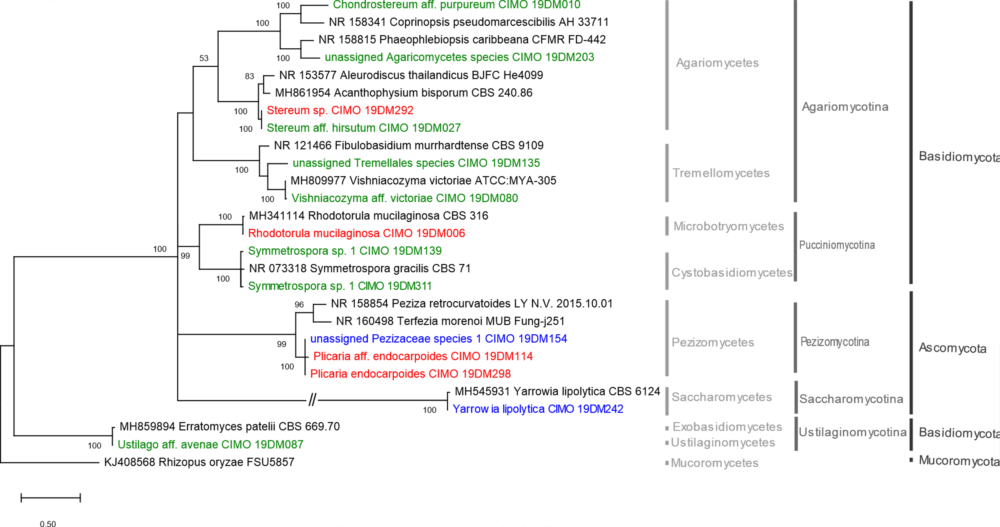 100
Chondrostereum aff. purpureum CIMO 19DM010
NR 158341 Coprinopsis pseudomarcescibilis AH 33711
100
NR 158815 Phaeophlebiopsis caribbeana CFMR FD-442
53
100
unassigned Agaricomycetes species CIMO 19DM203
Agariomycetes
83
NR 153577 Aleurodiscus thailandicus BJFC He4099
MH861954 Acanthophysium bisporum CBS 240.86
100
Stereum sp. CIMO 19DM292
Agariomycotina
100
Stereum aff. hirsutum CIMO 19DM027
NR 121466 Fibulobasidium murrhardtense CBS 9109
Basidiomycota
100
unassigned Tremellales species CIMO 19DM135
Tremellomycetes
MH809977 Vishniacozyma victoriae ATCC:MYA-305
100
Vishniacozyma aff. victoriae CIMO 19DM080
100
MH341114 Rhodotorula mucilaginosa CBS 316
Microbotryomycetes
Rhodotorula mucilaginosa CIMO 19DM006
Pucciniomycotina
100
99
Symmetrospora sp. 1 CIMO 19DM139
NR 073318 Symmetrospora gracilis CBS 71
Cystobasidiomycetes
100
Symmetrospora sp. 1 CIMO 19DM311
96
NR 158854 Peziza retrocurvatoides LY N.V. 2015.10.01
NR 160498 Terfezia morenoi MUB Fung-j251
99
unassigned Pezizaceae species 1 CIMO 19DM154
Pezizomycetes
Pezizomycotina
Ascomycota
Plicaria aff. endocarpoides CIMO 19DM114
100
Plicaria endocarpoides CIMO 19DM298
MH545931 Yarrowia lipolytica CBS 6124
Saccharomycetes
Saccharomycotina
100
Yarrowia lipolytica CIMO 19DM242
MH859894 Erratomyces patelii CBS 669.70
Exobasidiomycetes
Ustilaginomycotina
Basidiomycota
100
Ustilago aff. avenae CIMO 19DM087
Ustilaginomycetes
KJ408568 Rhizopus oryzae FSU5857
Mucoromycetes
Mucoromycota
0.50